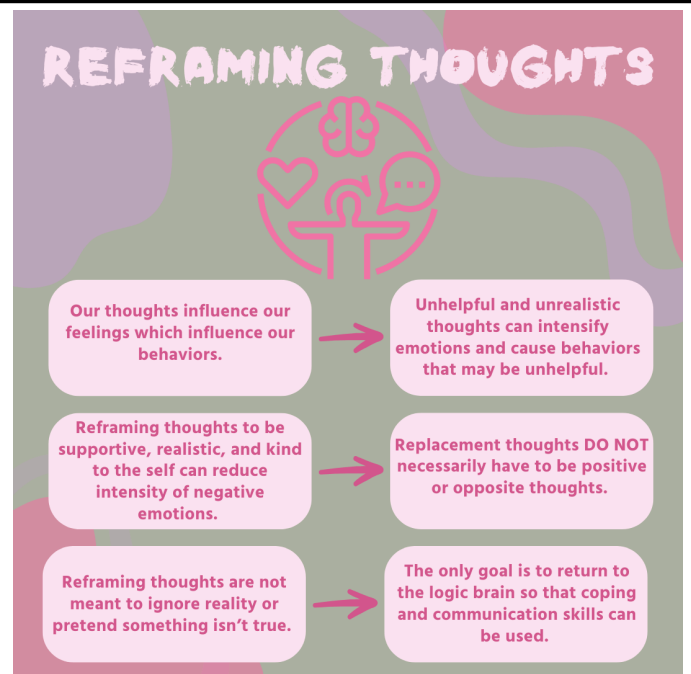 REFRAMING THOUGHTS
Our thoughts influence our
feelings which influence our
behaviors.
Unhelpful and unrealistic
thoughts can intensify
emotions and cause behaviors
that may be unhelpful.
Reframing thoughts to be
supportive, realistic, and kind
to the self can reduce
intensity of negative
emotions.
Replacement thoughts DO NOT
necessarily have to be positive
or opposite thoughts.
Reframing thoughts are not
meant to ignore reality or
pretend something isn't true.
The only goal is to return to
the logic brain so that coping
and communication skills can
be used.